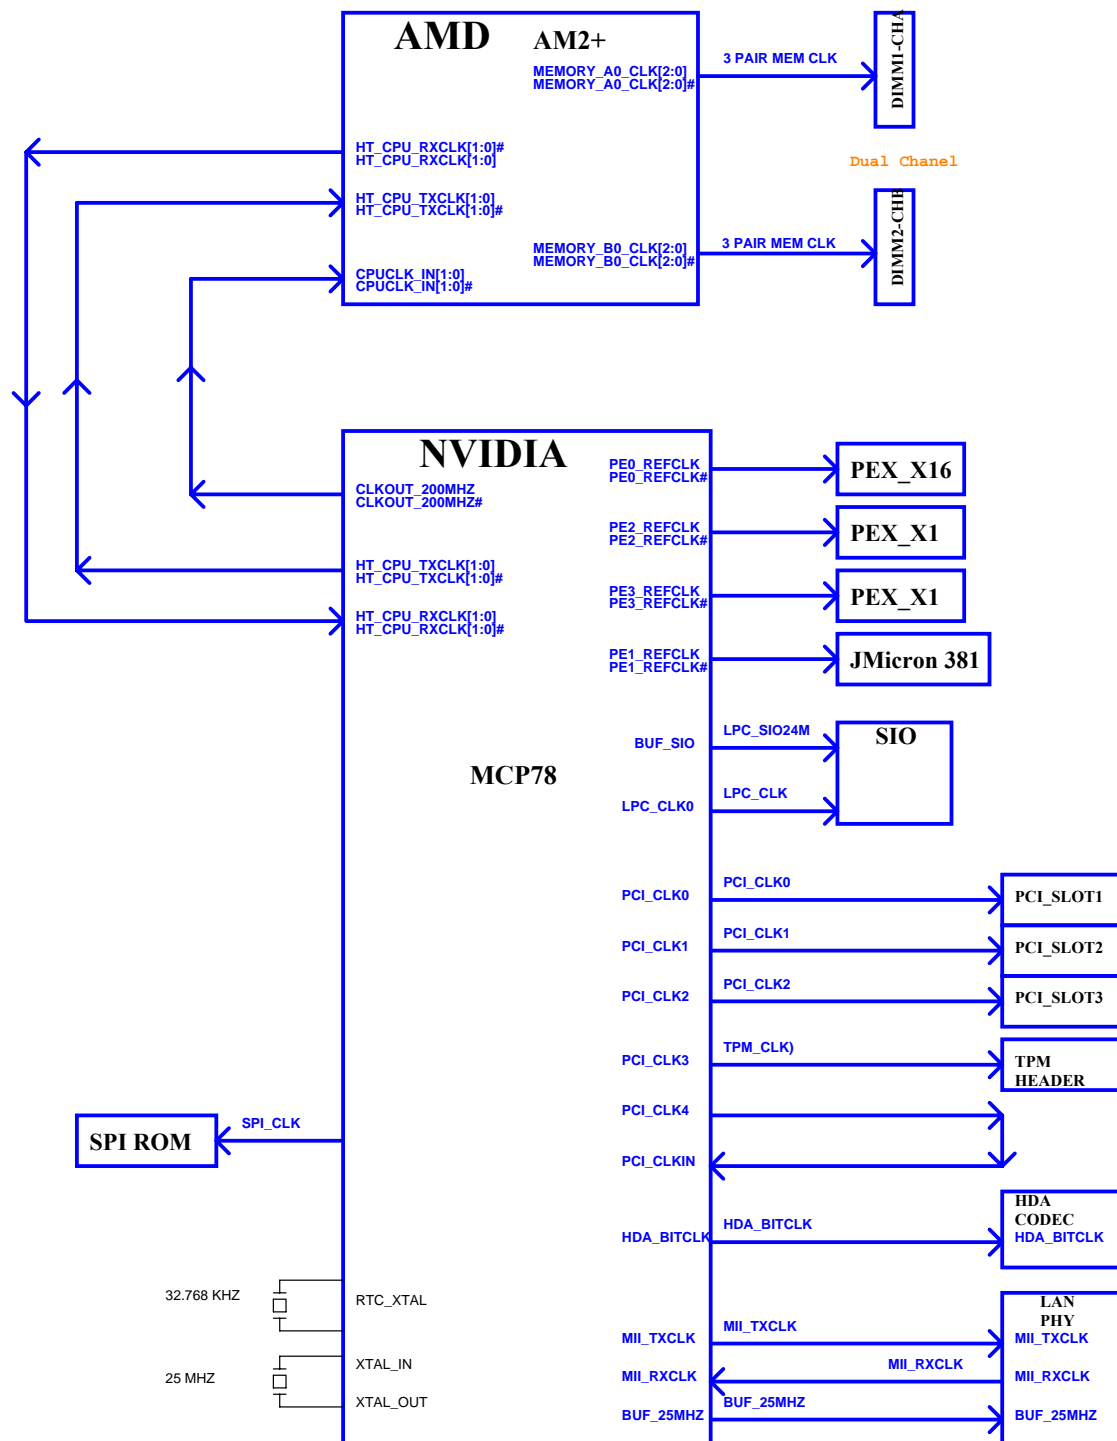 AMD AM2+
MEMORY_A0_CLK[2:0]
MEMORY_A0_CLK[2:0]#
3 PAIR MEM CLK
DIMM1-CHA
HT_CPU_RXCLK[1:0]#
HT_CPU_RXCLK[1:0]
Dual Chanel
HT_CPU_TXCLK[1:0]
HT_CPU_TXCLK[1:0]#
MEMORY_B0_CLK[2:0]
MEMORY_B0_CLK[2:0]#
3 PAIR MEM CLK
DIMM2-CHB
CPUCLK_IN[1:0]
CPUCLK_IN[1:0]#
NVIDIA
PE0_REFCLK
PE0_REFCLK#
PEX_X16
CLKOUT_200MHZ
CLKOUT_200MHZ#
PE2_REFCLK
PE2_REFCLK#
PEX_X1
HT_CPU_TXCLK[1:0]
HT_CPU_TXCLK[1:0]#
PE3_REFCLK
PE3_REFCLK#
PEX_X1
HT_CPU_RXCLK[1:0]
HT_CPU_RXCLK[1:0]#
PE1_REFCLK
PE1_REFCLK#
JMicron 381
BUF_SIO
LPC_SIO24M
SIO
MCP78
LPC_CLK0
LPC_CLK
PCI_CLK0
PCI_CLK0
PCI_SLOT1
PCI_CLK1
PCI_CLK1
PCI_SLOT2
PCI_CLK2
PCI_CLK2
PCI_SLOT3
PCI_CLK3
TPM_CLK)
TPM
HEADER
PCI_CLK4
SPI ROM
SPI_CLK
PCI_CLKIN
HDA_BITCLK
HDA_BITCLK
HDA
CODEC
HDA_BITCLK
32.768 KHZ
RTC_XTAL
LAN
PHY
MII_TXCLK
MII_TXCLK
MII_TXCLK
25 MHZ
XTAL_IN
XTAL_OUT
MII_RXCLK
MII_RXCLK
MII_RXCLK
BUF_25MHZ
BUF_25MHZ
BUF_25MHZ